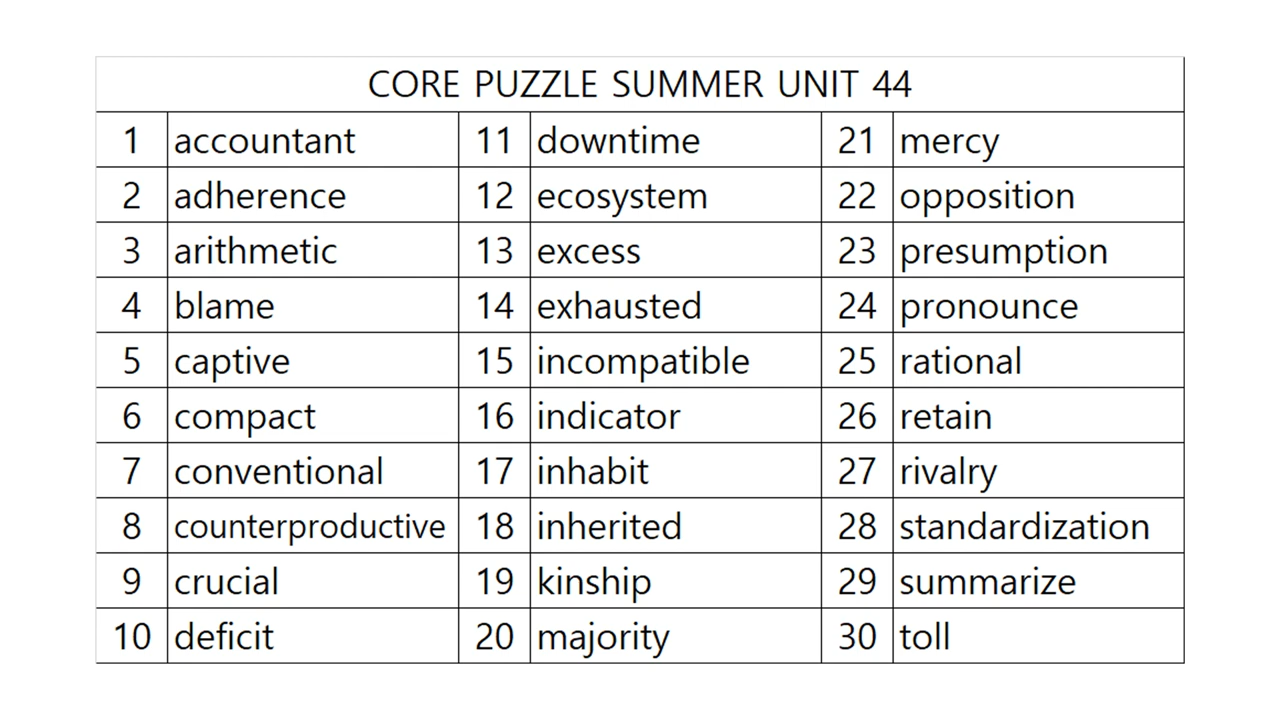 CORE PUZZLE SUMMER UNIT 44
1 accountant 11 downtime 21 mercy
2 adherence 12 ecosystem 22 opposition
3 arithmetic 13 excess 23 presumption
4 blame 14 exhausted 24 pronounce
5 captive 15 incompatible 25 rational
6 compact 16 indicator 26 retain
7 conventional 17 inhabit 27 rivalry
8 counterproductive 18 inherited 28 standardization
9 crucial 19 kinship 29 summarize
10 deficit 20 majority 30 toll